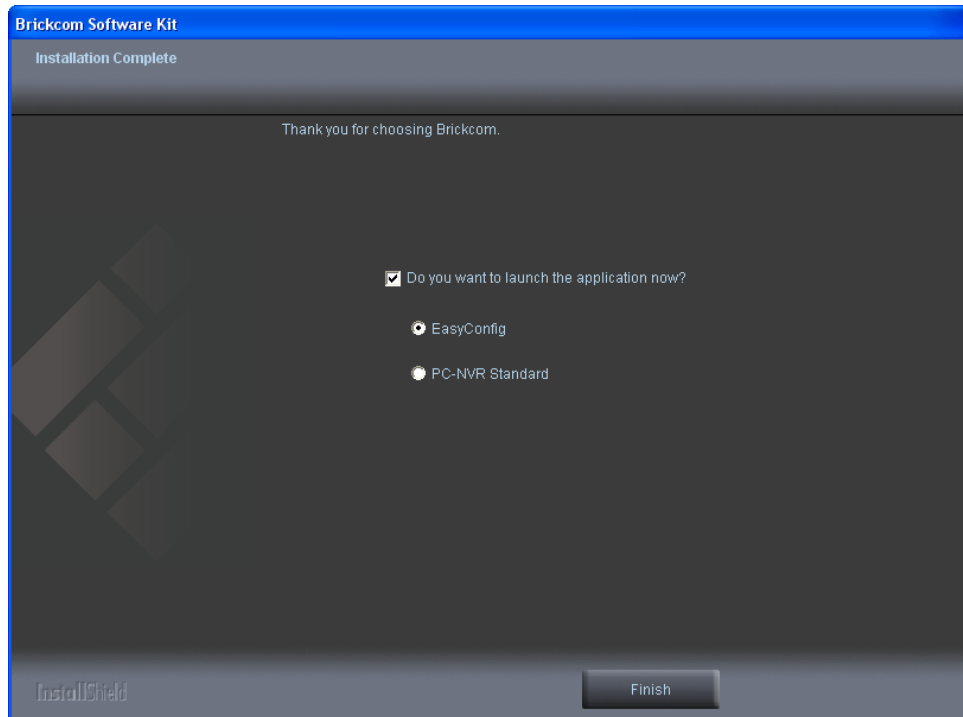 Brickcom Software Kit
Installation Complete
Thank you for choosing Brickcom.
Do you want to launch the application now?
EasyConfig
PC-NVR Standard
InstallShield
Finish